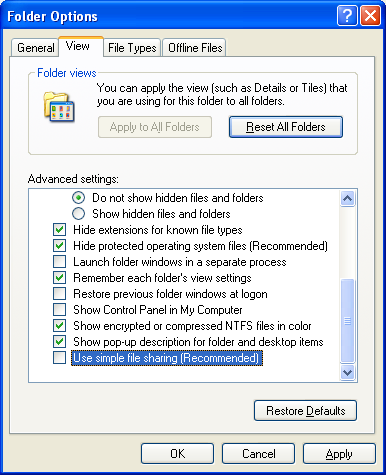 Folder Options
General
View
File Types
Offline Files
Folder views
You can apply the view (such as Details or Tiles) that
you are using for this folder to all folders.
Apply to All Folders
Reset All Folders
Advanced settings:
Do not show hidden files and folders
Show hidden files and folders
Hide extensions for known file types
Hide protected operating system files (Recommended)
Launch folder windows in a separate process
Remember each folder's view settings
Restore previous folder windows at logon
Show Control Panel in My Computer
Show encrypted or compressed NTFS files in color
Show pop-up description for folder and desktop items
Use simple file sharing (Recommended)
Restore Defaults
OK
Cancel
Apply